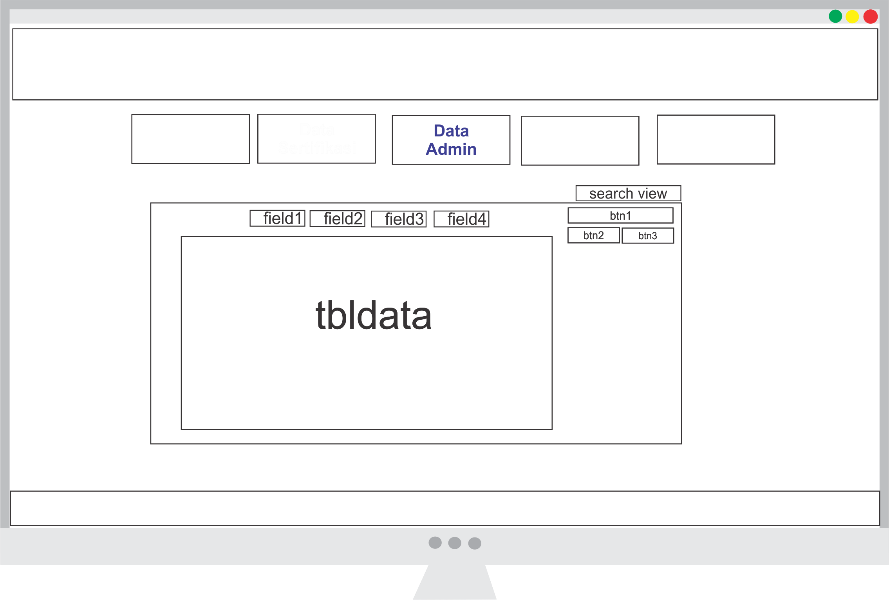 Data
Admin
search view
field1 field2 field3 field4
btn1
btn2 btn3
tbldata